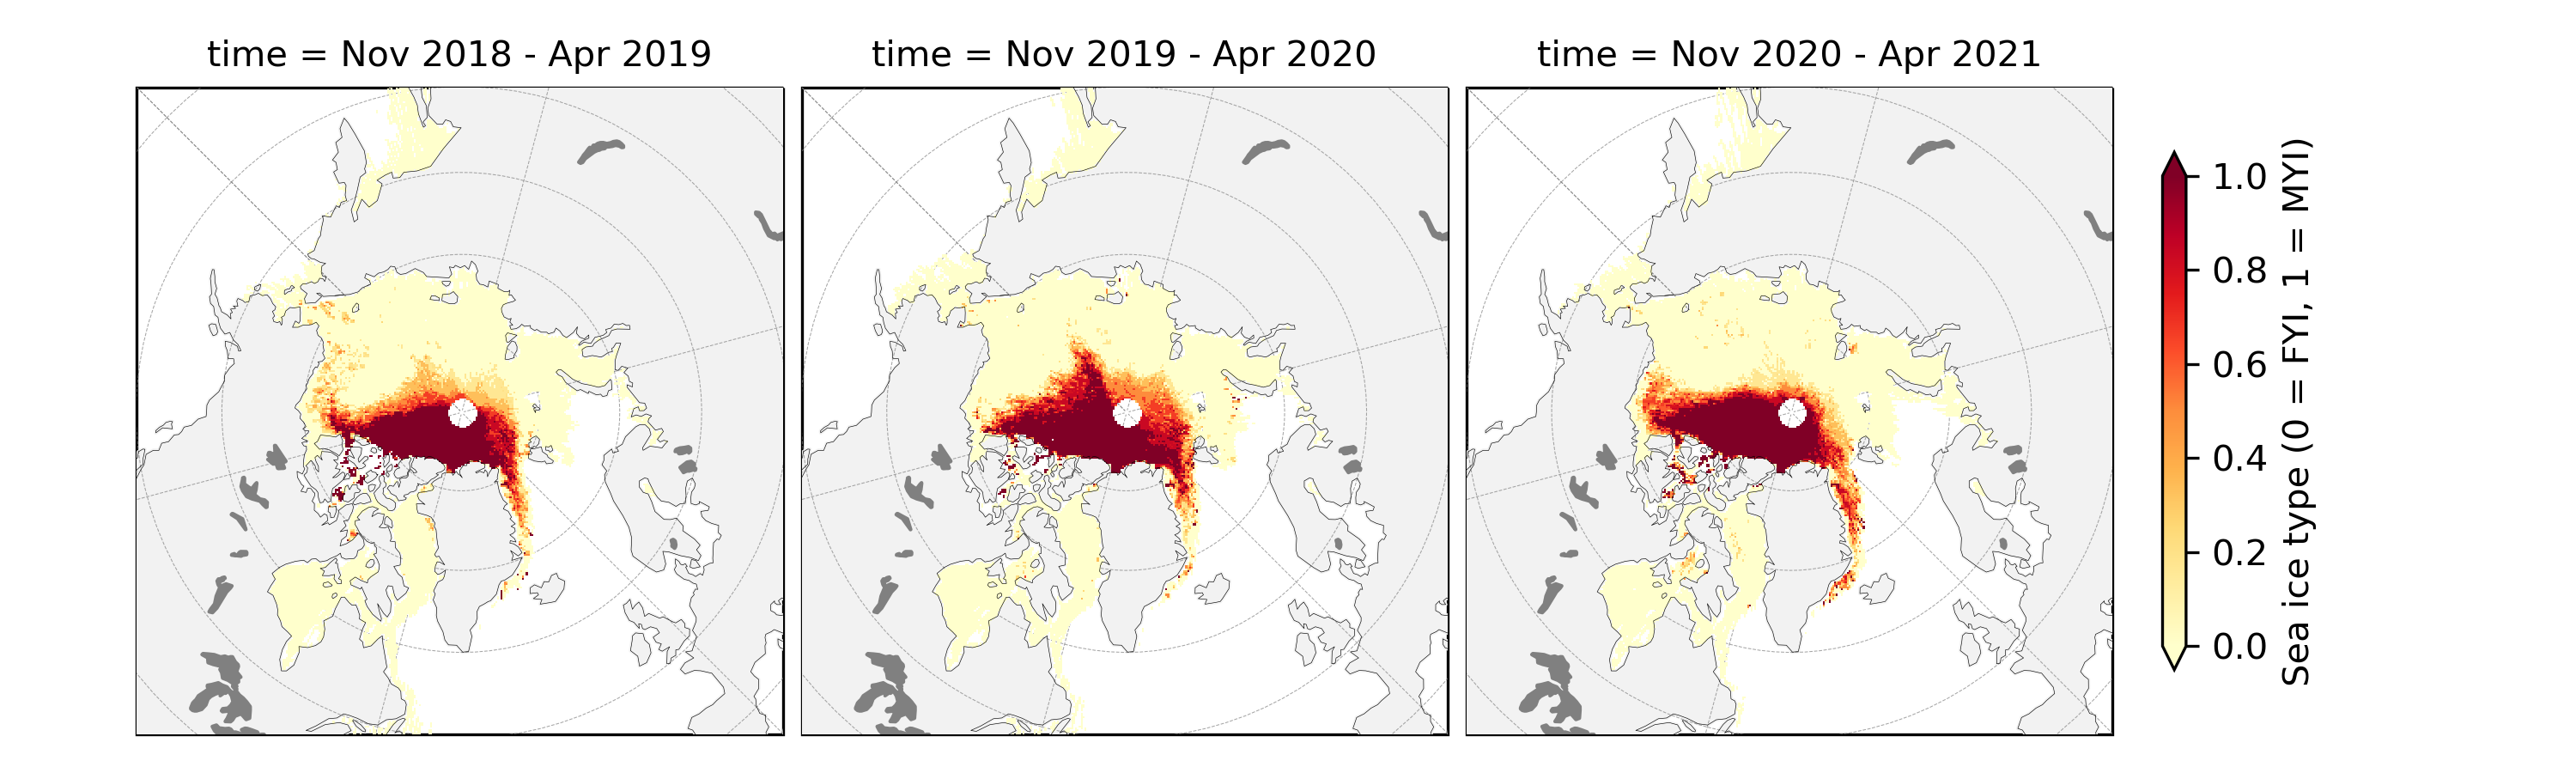 time = Nov 2018 - Apr 2019
time = Nov 2019 - Apr 2020
time = Nov 2020 - Apr 2021
1.0
0.8
0.6
0.4
0.2
0.0
Sea ice type (0 = FYI, 1 = MYI)